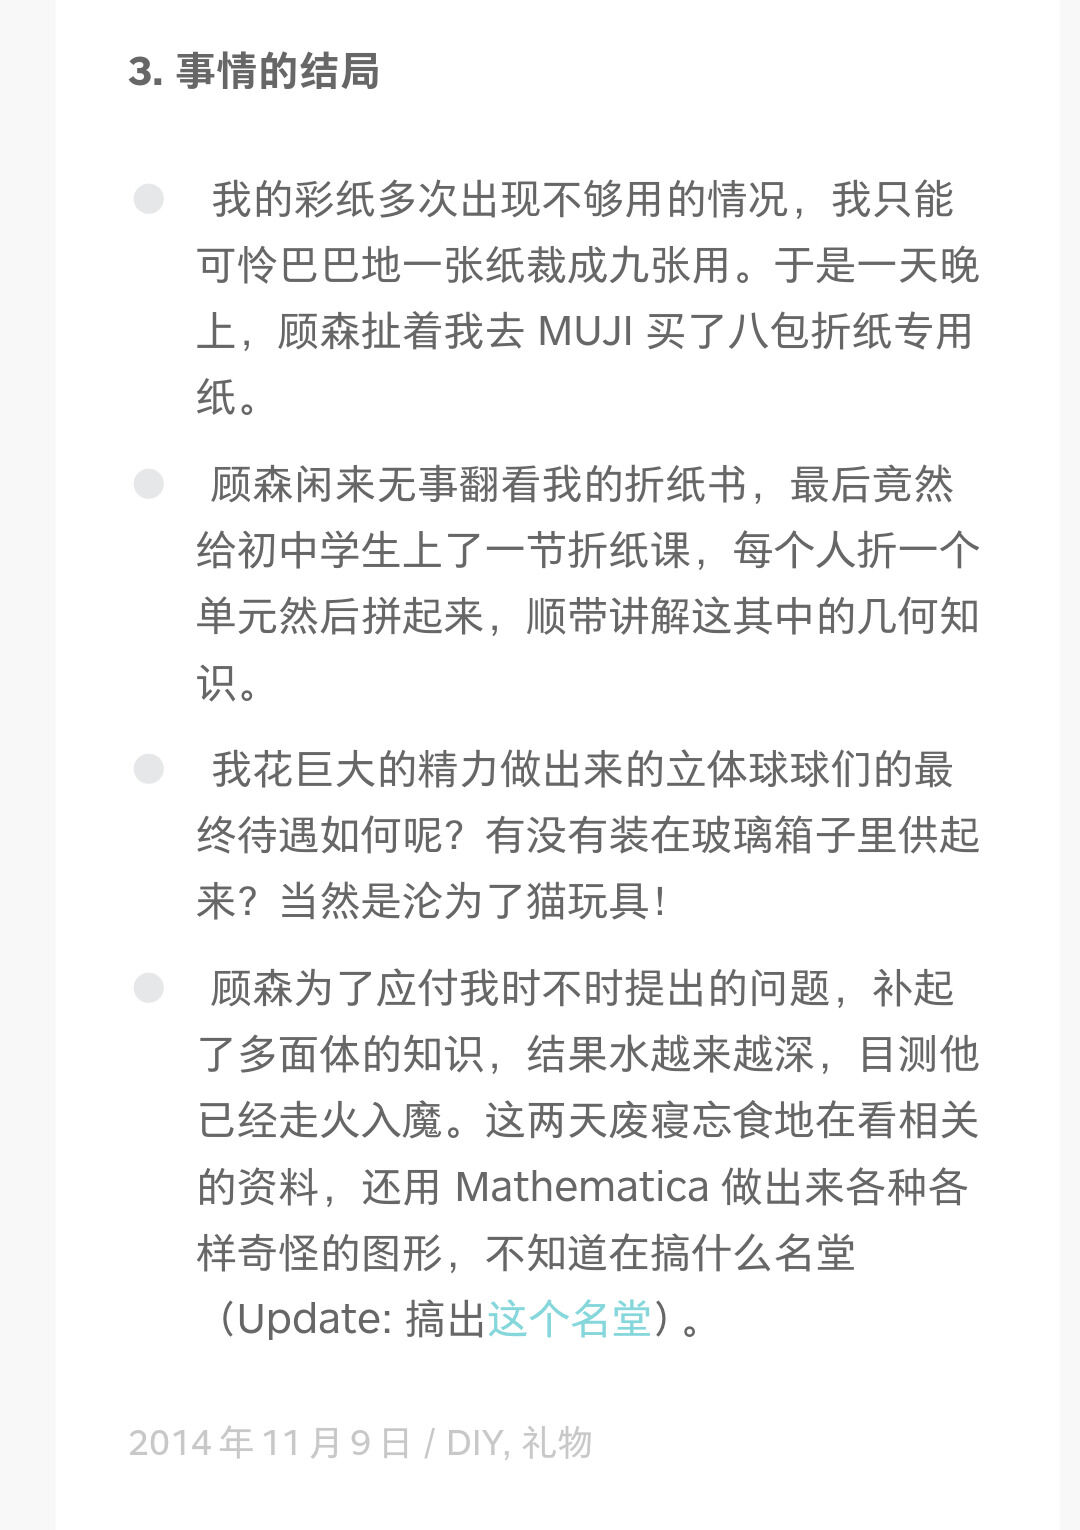 3. 事情的结局
我的彩纸多次出现不够用的情况，我只能
可怜巴巴地一张纸裁成九张用。于是一天晚
上，顾森扯着我去 MUJI 买了八包折纸专用
纸。
顾森闲来无事翻看我的折纸书，最后竟然
给初中学生上了一节折纸课，每个人折一个
单元然后拼起来，顺带讲解这其中的几何知
识。
我花巨大的精力做出来的立体球球们的最
终待遇如何呢？有没有装在玻璃箱子里供起
来？当然是沦为了猫玩具！
顾森为了应付我时不时提出的问题，补起
了多面体的知识，结果水越来越深，目测他
已经走火入魔。这两天废寝忘食地在看相关
的资料，还用 Mathematica 做出来各种各
样奇怪的图形，不知道在搞什么名堂
（Update: 搞出这个名堂）。
2014 年 11 月 9 日 / DIY, 礼物